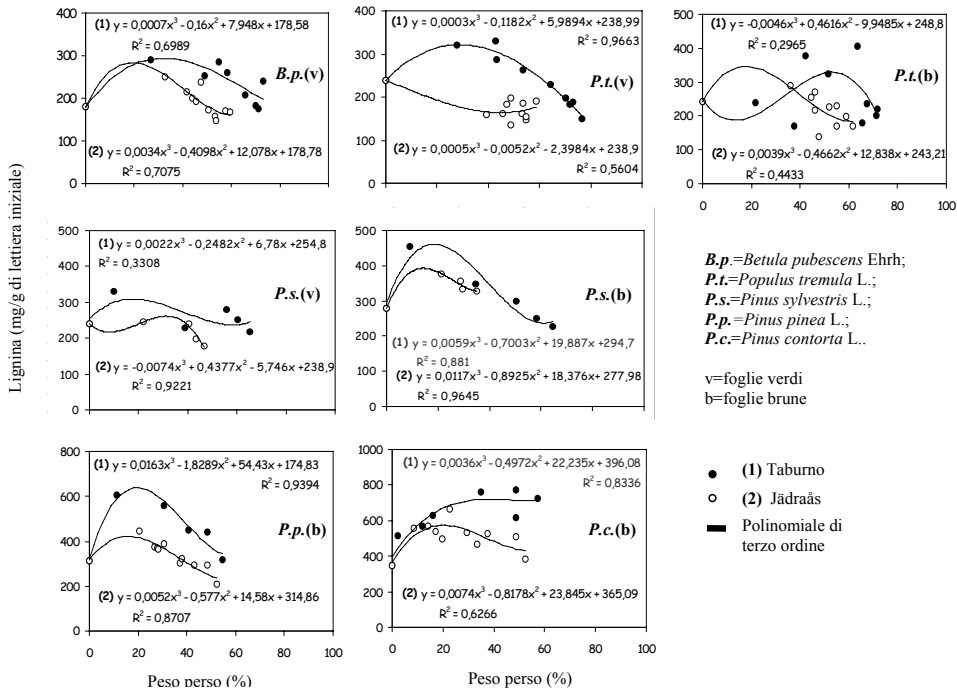 Lignina (mg/g di lettiera iniziale)
400
300
200
100
0
(1) y = 0,0007x³ - 0,16x² + 7,948x + 178,58
R² = 0,6989
B.p.(v)
(2) y = 0,0034x³ - 0,4098x² + 12,078x + 178,78
R² = 0,7075
400
300
200
100
0
(1) y = 0,0003x³ - 0,1182x² + 5,9894x + 238,99
R² = 0,9663
P.t.(v)
(2) y = 0,0005x³ - 0,0052x² - 2,3984x + 238,9
R² = 0,5604
500
400
300
200
100
0
(1) y = -0,0046x³ + 0,4616x² - 9,9485x + 248,8
R² = 0,2965
P.t.(b)
(2) y = 0,0039x³ - 0,4662x² + 12,838x + 243,21
R² = 0,4433
0 20 40 60 80 100
500
400
300
200
100
0
(1) y = 0,0022x³ - 0,2482x² + 6,78x + 254,8
R² = 0,3308
P.s.(v)
(2) y = -0,0074x³ + 0,4377x² - 5,746x + 238,9
R² = 0,9221
500
400
300
200
100
0
P.s.(b)
(1) y = 0,0059x³ - 0,7003x² + 19,887x + 294,7
R² = 0,881
(2) y = 0,0117x³ - 0,8925x² + 18,376x + 277,98
R² = 0,9645
B.p.=Betula pubescens Ehrh;
P.t.=Populus tremula L.;
P.s.=Pinus sylvestris L.;
P.p.=Pinus pinea L.;
P.c.=Pinus contorta L..
v=foglie verdi
b=foglie brune
800
600
400
200
0
(1) y = 0,0163x³ - 1,8289x² + 54,43x + 174,83
R² = 0,9394
P.p.(b)
(2) y = 0,0052x³ - 0,577x² + 14,58x + 314,86
R² = 0,8707
0 20 40 60 80 100
Peso perso (%)
1000
800
600
400
200
0
(1) y = 0,0036x³ - 0,4972x² + 22,235x + 396,08
R² = 0,8336
P.c.(b)
(2) y = 0,0074x³ - 0,8178x² + 23,845x + 365,09
R² = 0,6266
0 20 40 60 80 100
Peso perso (%)
(1) Taburno
(2) Jädraås
Polinomiale di
terzo ordine